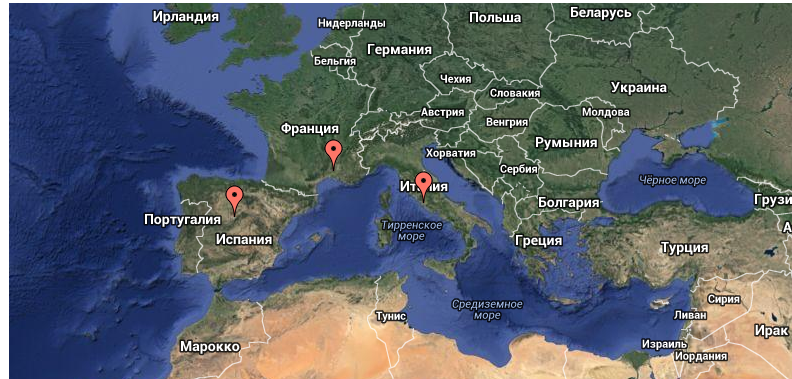 Ирландия
Нидерланды
Польша
Беларусь
Германия
Бельгия
Чехия
Словакия
Украина
Франция
Австрия
Венгрия
Молдова
Румыния
Хорватия
Сербия
Чёрное море
Италия
Болгария
Грузи
Португалия
Испания
Тирренское
море
Греция
Турция
А
Средиземное
море
Тунис
Сирия
Ливан
Ирак
Марокко
Израиль
Иордания